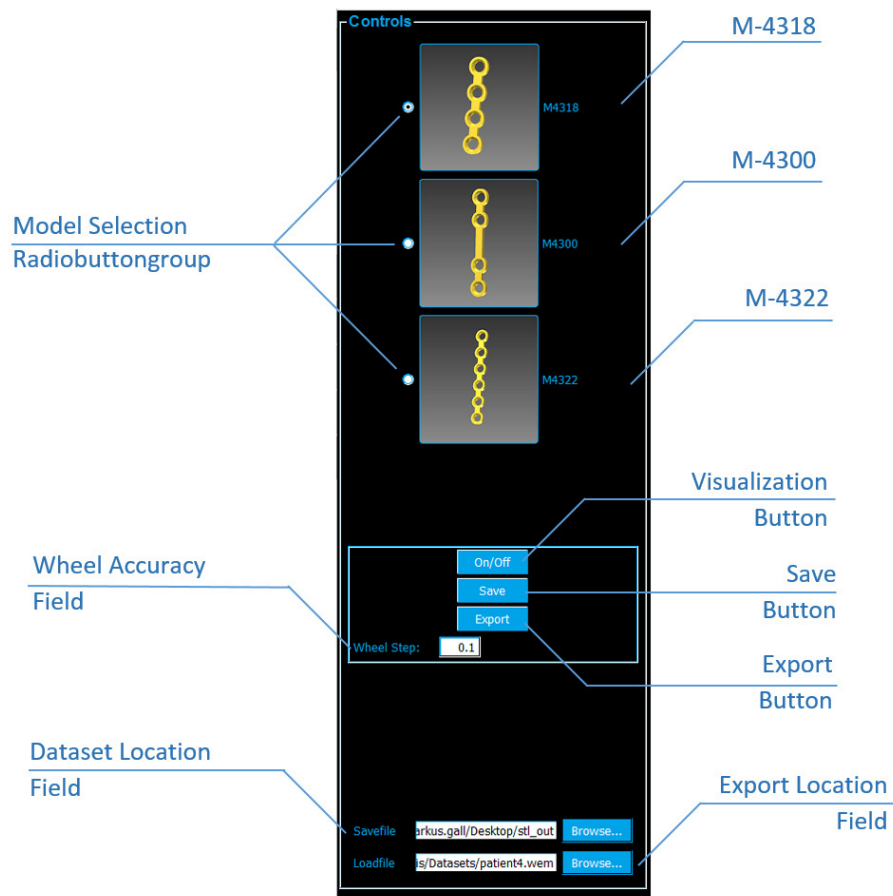 Controls
M-4318
M4318
M-4300
M4300
Model Selection
Radiobuttongroup
M-4322
M4322
Visualization
Button
On/Off
Wheel Accuracy
Field
Save
Save
Button
Export
Wheel Step: 0.1
Export
Button
Dataset Location
Field
Export Location
Field
Savefile arkus.gall/Desktop/stl_out Browse...
Loadfile is/Datasets/patient4.wem Browse...